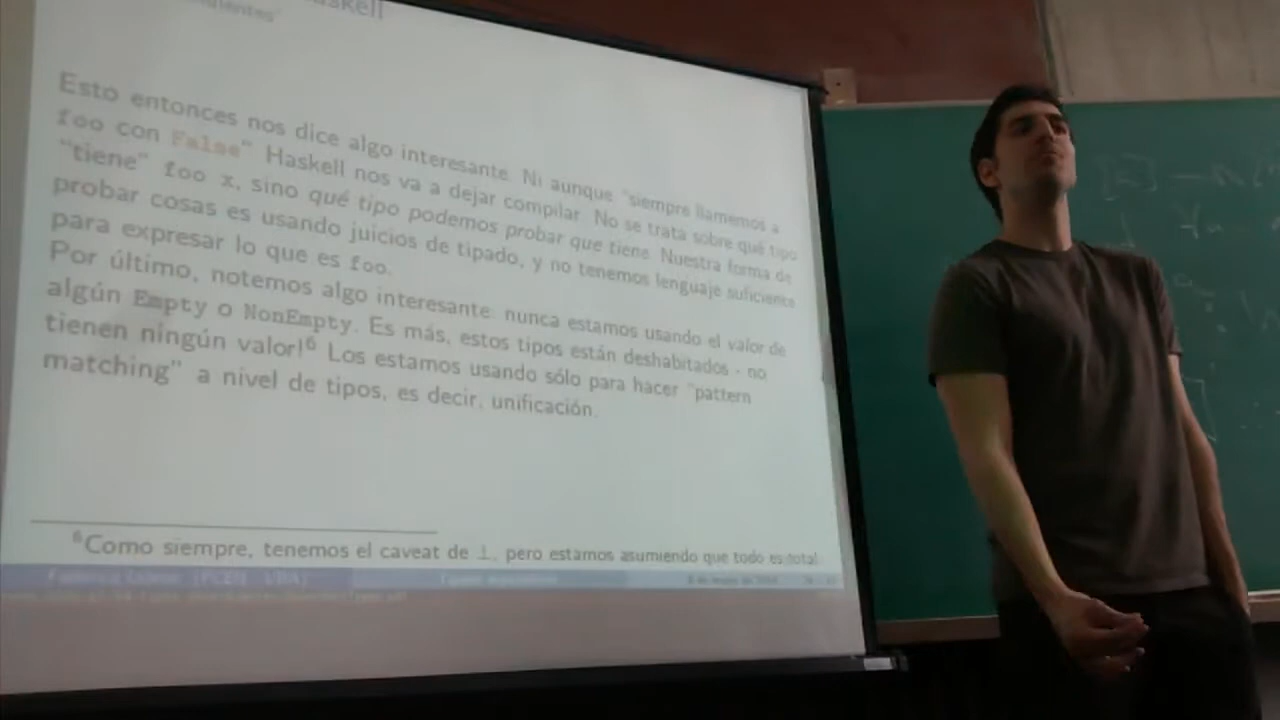 Haskell
Esto entonces nos dice algo interesante. Ni aunque "siempre llamemos a
foo con False" Haskell nos va a dejar compilar. No se trata sobre qué tipo
"tiene" foo x, sino qué tipo podemos probar que tiene. Nuestra forma de
probar cosas es usando juicios de tipado, y no tenemos lenguaje suficiente
para expresar lo que es foo.
Por último, notemos algo interesante: nunca estamos usando el valor de
algún Empty o NonEmpty. Es más, estos tipos están deshabitados - no
tienen ningún valor!⁶ Los estamos usando sólo para hacer "pattern
matching" a nivel de tipos, es decir, unificación.
⁶Como siempre, tenemos el caveat de ⊥, pero estamos asumiendo que todo es total